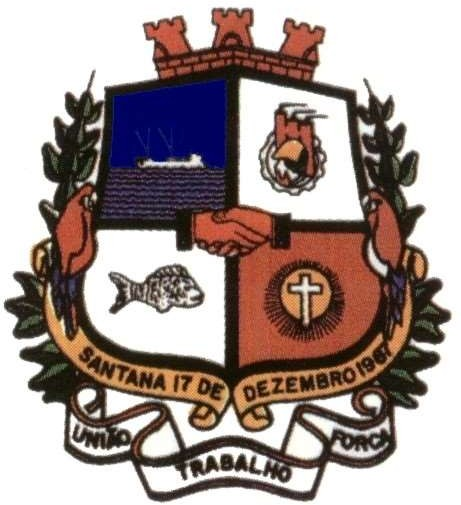 SANTANA 17 DE DEZEMBRO 1987
UNIÃO TRABALHO FORÇA